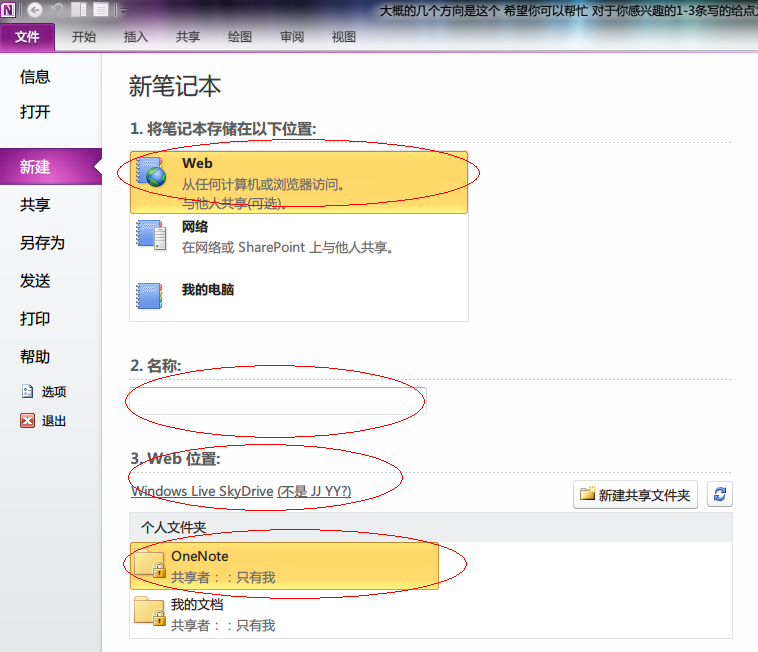 大概的几个方向是这个 希望你可以帮忙 对于你感兴趣的1-3条写的给点
文件 开始 插入 共享 绘图 审阅 视图
信息
打开
新建
共享
另存为
发送
打印
帮助
选项
退出
新笔记本
1. 将笔记本存储在以下位置:
Web
从任何计算机或浏览器访问。
与他人共享(可选)。
网络
在网络或 SharePoint 上与他人共享。
我的电脑
2. 名称:
3. Web 位置:
Windows Live SkyDrive (不是 JJ YY?)
新建共享文件夹
个人文件夹
OneNote
共享者：: 只有我
我的文档
共享者：: 只有我